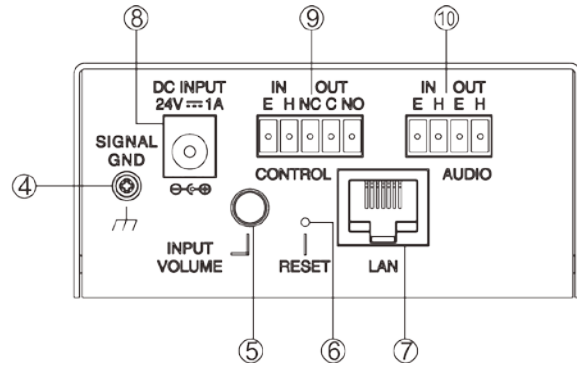 ⑧ ⑨ ⑩
DC INPUT
24V ⎓ 1A
IN OUT
E H NC C NO
CONTROL
IN OUT
E H E H
AUDIO
④
SIGNAL
GND
INPUT
VOLUME
RESET
LAN
⑤ ⑥ ⑦